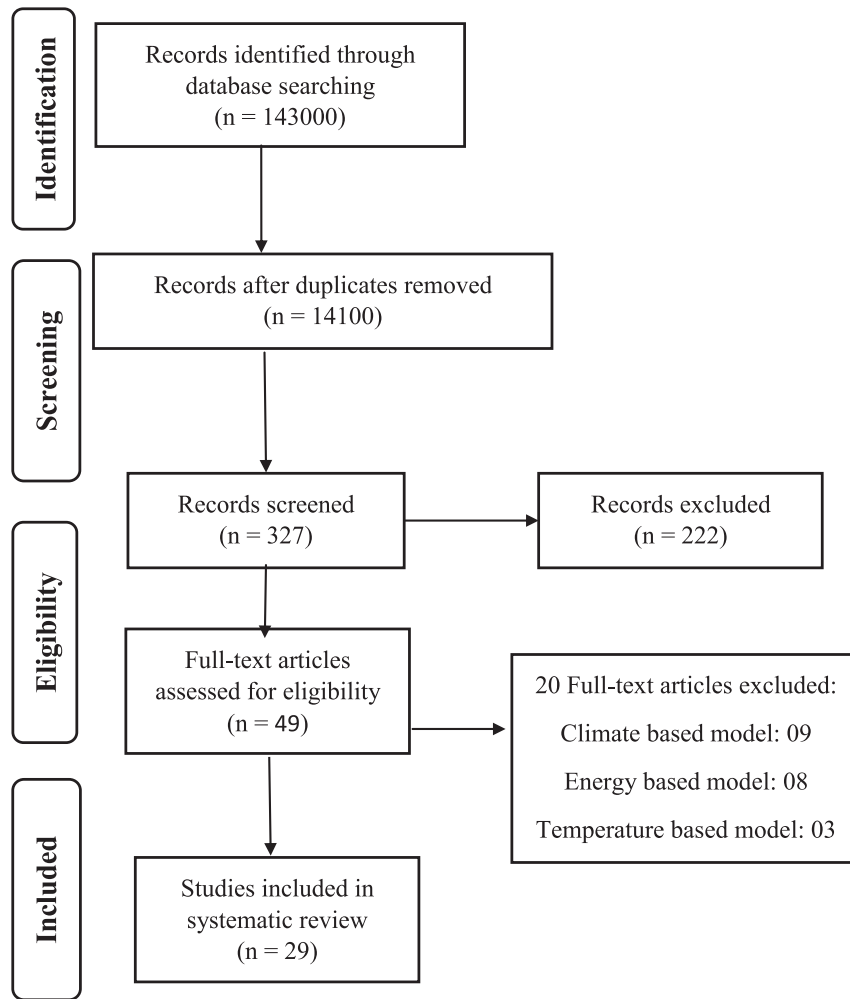 Identification
Records identified through
database searching
(n = 143000)
Screening
Records after duplicates removed
(n = 14100)
Records screened
(n = 327)
Records excluded
(n = 222)
Eligibility
Full-text articles
assessed for eligibility
(n = 49)
20 Full-text articles excluded:
Climate based model: 09
Energy based model: 08
Temperature based model: 03
Included
Studies included in
systematic review
(n = 29)